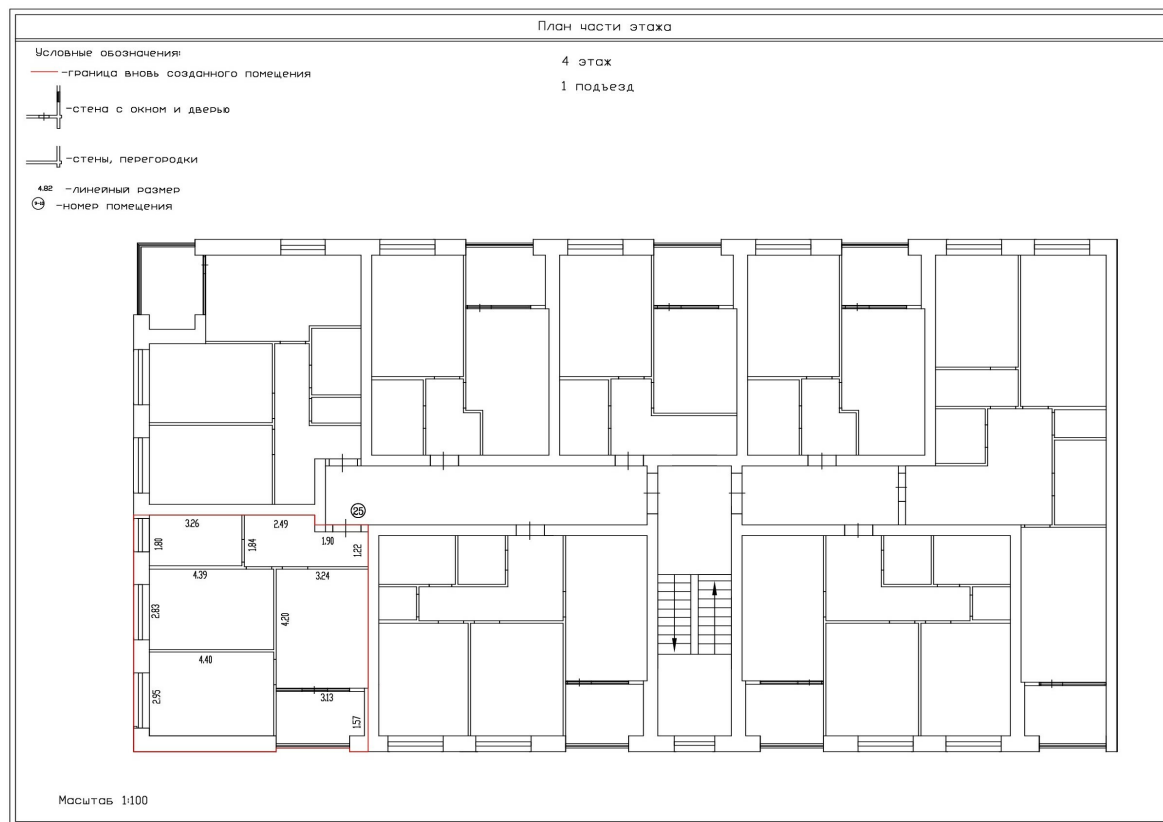 План части этажа
Условные обозначения:
-граница вновь созданного помещения
-стена с окном и дверью
-стены, перегородки
4.82 -линейный размер
-номер помещения
4 этаж
1 подъезд
25
3.26
2.49
1.80
1.84
1.90
1.22
4.39
3.24
2.83
4.20
4.40
2.95
3.13
1.57
Масштаб 1:100